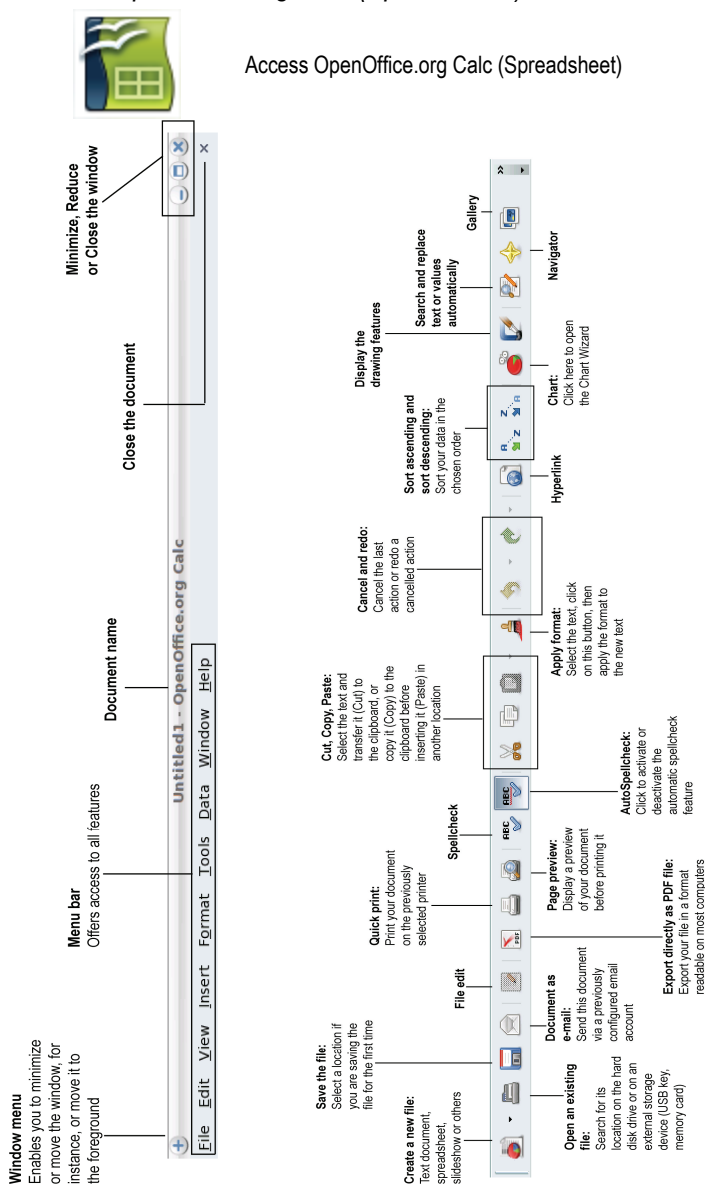 Access OpenOffice.org Calc (Spreadsheet)
Window menu
Enables you to minimize
or move the window, for
instance, or move it to
the foreground
Menu bar
Offers access to all features
Document name
Close the document
Minimize, Reduce
or Close the window
Untitled1 - OpenOffice.org Calc
File Edit View Insert Format Tools Data Window Help
Create a new file:
Text document,
spreadsheet,
slideshow or others
Save the file:
Select a location if
you are saving the
file for the first time
File edit
Quick print:
Print your document
on the previously
selected printer
Spellcheck
Cut, Copy, Paste:
Select the text and
transfer it (Cut) to
the clipboard, or
copy it (Copy) to the
clipboard before
inserting it (Paste) in
another location
Cancel and redo:
Cancel the last
action or redo a
cancelled action
Sort ascending and
sort descending:
Sort your data in the
chosen order
Display the
drawing features
Search and replace
text or values
automatically
Gallery
PDF
ABC
ABC
A Z
Z A
Open an existing
file:
Search for its
location on the hard
disk drive or on an
external storage
device (USB key,
memory card)
Document as
e-mail:
Send this document
via a previously
configured email
account
Export directly as PDF file:
Export your file in a format
readable on most computers
Page preview:
Display a preview
of your document
before printing it
AutoSpellcheck:
Click to activate or
deactivate the
automatic spellcheck
feature
Apply format:
Select the text, click
on this button, then
apply the format to
the new text
Hyperlink
Chart:
Click here to open
the Chart Wizard
Navigator